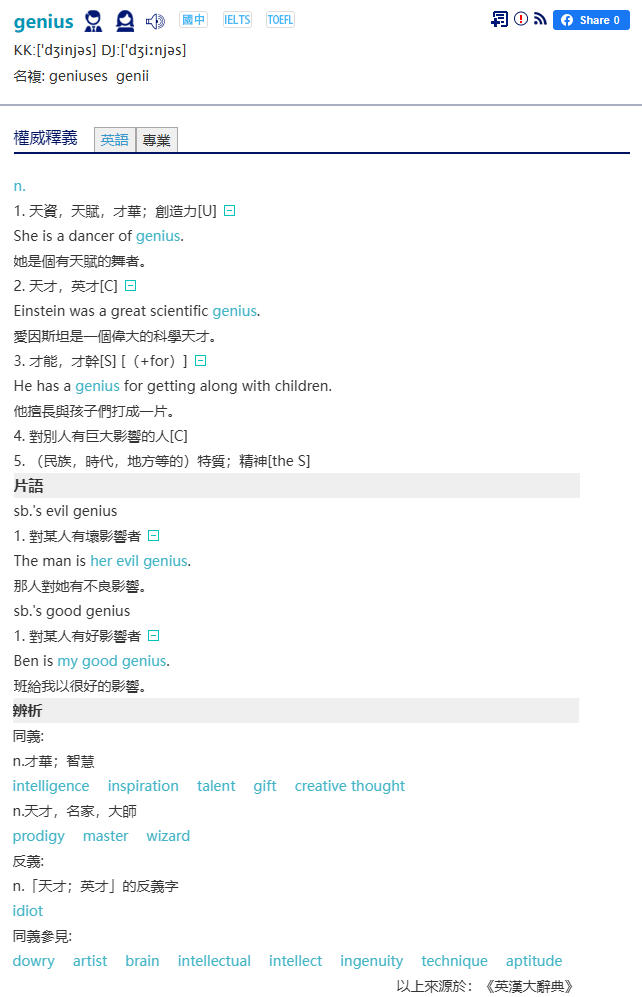 genius 國中 IELTS TOEFL Share 0
KK:[ˈdʒinjəs] DJ:[ˈdʒiːnjəs]
名複: geniuses genii
權威釋義 英語 專業
n.
1. 天資，天賦，才華；創造力[U]
She is a dancer of genius.
她是個有天賦的舞者。
2. 天才，英才[C]
Einstein was a great scientific genius.
愛因斯坦是一個偉大的科學天才。
3. 才能，才幹[S] [（+for）]
He has a genius for getting along with children.
他擅長與孩子們打成一片。
4. 對別人有巨大影響的人[C]
5. （民族，時代，地方等的）特質；精神[the S]
片語
sb.'s evil genius
1. 對某人有壞影響者
The man is her evil genius.
那人對她有不良影響。
sb.'s good genius
1. 對某人有好影響者
Ben is my good genius.
班給我以很好的影響。
辨析
同義:
n.才華；智慧
intelligence inspiration talent gift creative thought
n.天才，名家，大師
prodigy master wizard
反義:
n.「天才；英才」的反義字
idiot
同義參見:
dowry artist brain intellectual intellect ingenuity technique aptitude
以上來源於：《英漢大辭典》